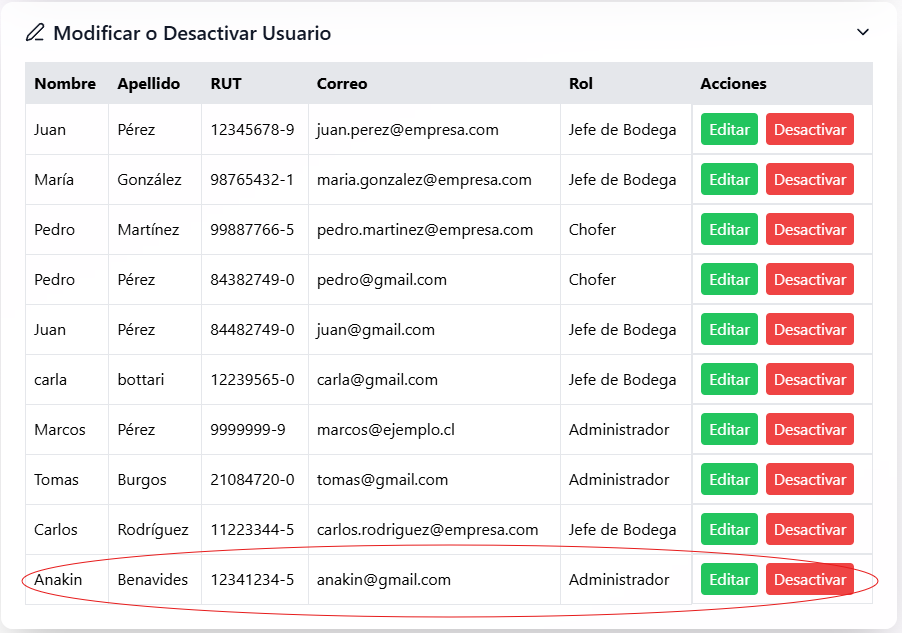 Modificar o Desactivar Usuario
Nombre Apellido RUT Correo Rol Acciones
Juan Pérez 12345678-9 juan.perez@empresa.com Jefe de Bodega Editar Desactivar
María González 98765432-1 maria.gonzalez@empresa.com Jefe de Bodega Editar Desactivar
Pedro Martínez 99887766-5 pedro.martinez@empresa.com Chofer Editar Desactivar
Pedro Pérez 84382749-0 pedro@gmail.com Chofer Editar Desactivar
Juan Pérez 84482749-0 juan@gmail.com Jefe de Bodega Editar Desactivar
carla bottari 12239565-0 carla@gmail.com Jefe de Bodega Editar Desactivar
Marcos Pérez 9999999-9 marcos@ejemplo.cl Administrador Editar Desactivar
Tomas Burgos 21084720-0 tomas@gmail.com Administrador Editar Desactivar
Carlos Rodríguez 11223344-5 carlos.rodriguez@empresa.com Jefe de Bodega Editar Desactivar
Anakin Benavides 12341234-5 anakin@gmail.com Administrador Editar Desactivar